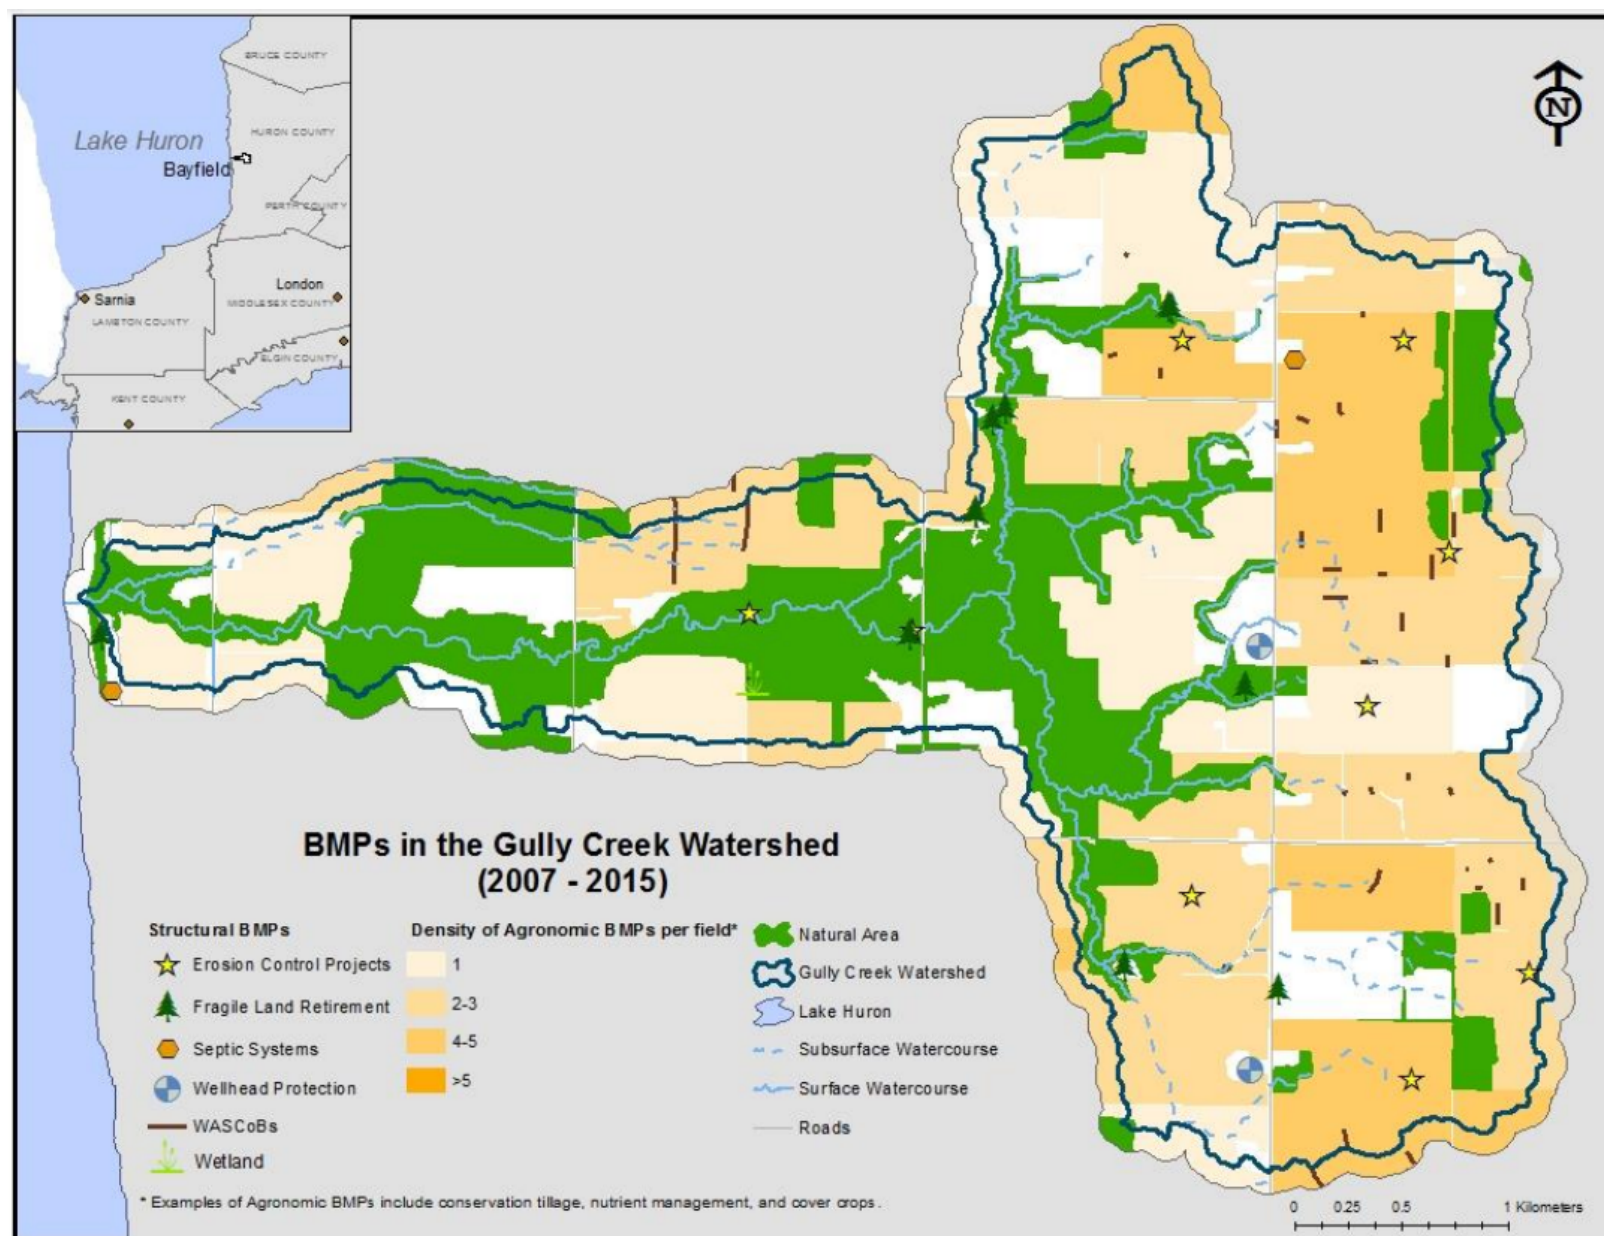 BRUCE COUNTY
Lake Huron
HURON COUNTY
Bayfield
PERTH COUNTY
London
MIDDLESEX COUNTY
Sarnia
LAMBTON COUNTY
ELGIN COUNTY
KENT COUNTY
N
BMPs in the Gully Creek Watershed
(2007 - 2015)
Structural BMPs
Erosion Control Projects
Fragile Land Retirement
Septic Systems
Wellhead Protection
WASCoBs
Wetland
Density of Agronomic BMPs per field*
1
2-3
4-5
>5
Natural Area
Gully Creek Watershed
Lake Huron
Subsurface Watercourse
Surface Watercourse
Roads
* Examples of Agronomic BMPs include conservation tillage, nutrient management, and cover crops.
0 0.25 0.5 1 Kilometers